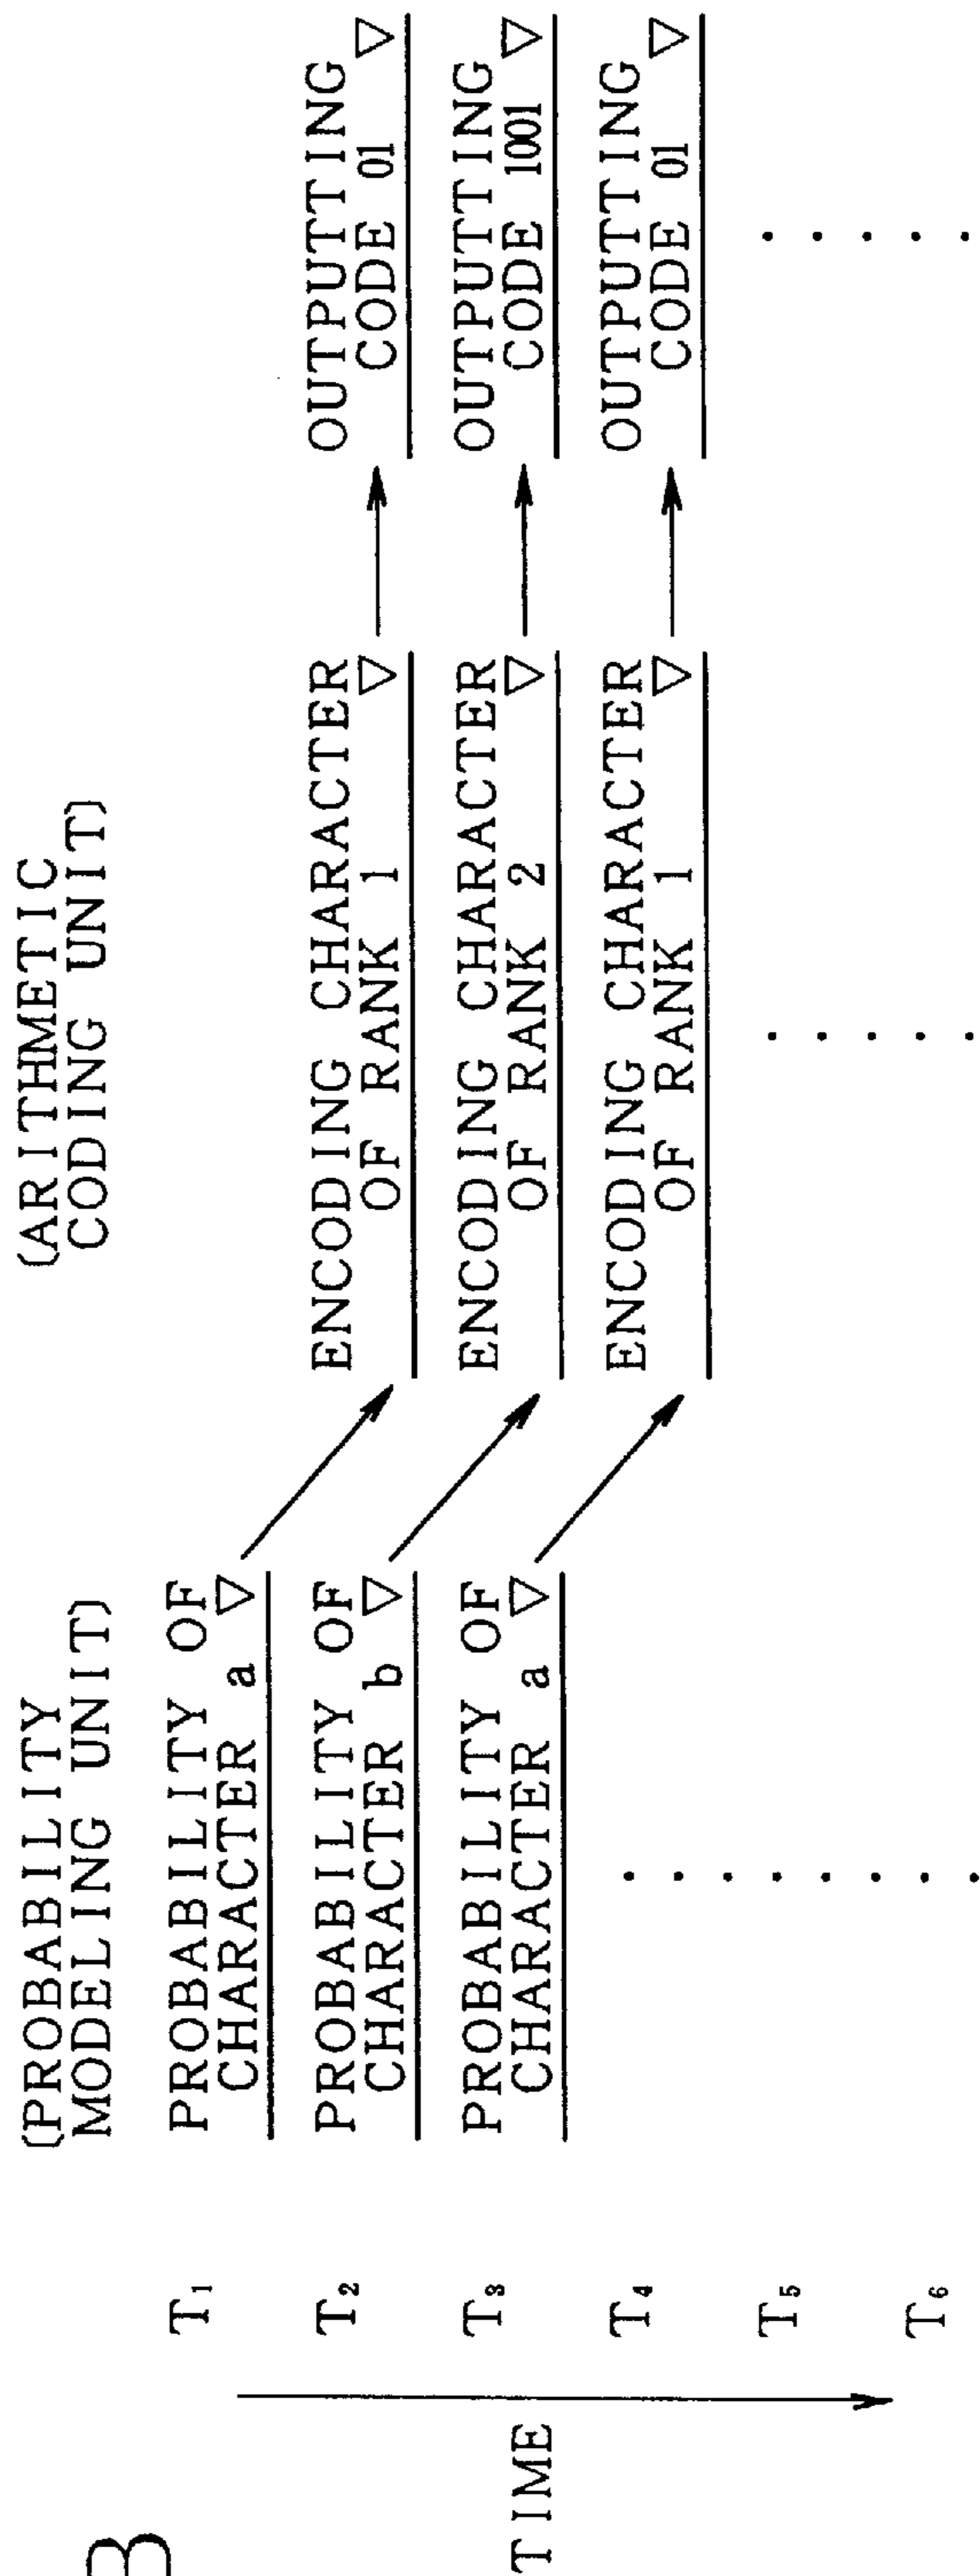 B
(PROBABILITY
MODELING UNIT)
(ARITHMETIC
CODING UNIT)
TIME
T₁
PROBABILITY OF
CHARACTER a ▽
T₂
PROBABILITY OF
CHARACTER b ▽
ENCODING CHARACTER
OF RANK 1 ▽
OUTPUTTING
CODE 01 ▽
T₃
PROBABILITY OF
CHARACTER a ▽
ENCODING CHARACTER
OF RANK 2 ▽
OUTPUTTING
CODE 1001 ▽
T₄
ENCODING CHARACTER
OF RANK 1 ▽
OUTPUTTING
CODE 01 ▽
T₅
T₆